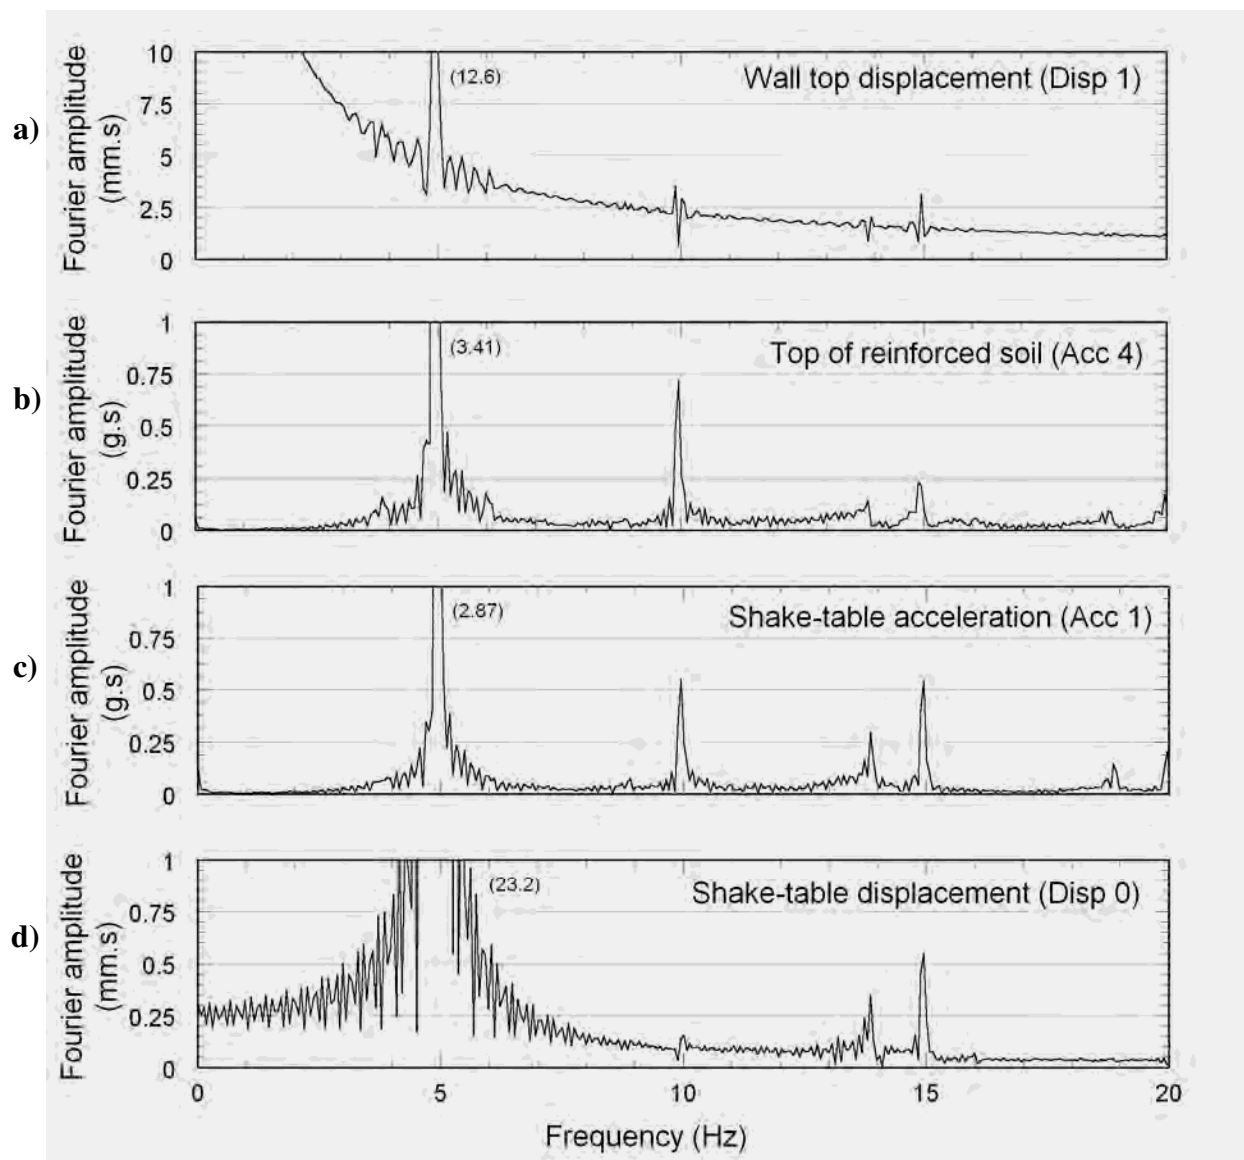 a)
Fourier amplitude
(mm.s)
10
7.5
5
2.5
0
(12.6)
Wall top displacement (Disp 1)
b)
Fourier amplitude
(g.s)
1
0.75
0.5
0.25
0
(3.41)
Top of reinforced soil (Acc 4)
c)
Fourier amplitude
(g.s)
1
0.75
0.5
0.25
0
(2.87)
Shake-table acceleration (Acc 1)
d)
Fourier amplitude
(mm.s)
1
0.75
0.5
0.25
0
(23.2)
Shake-table displacement (Disp 0)
0 5 10 15 20
Frequency (Hz)